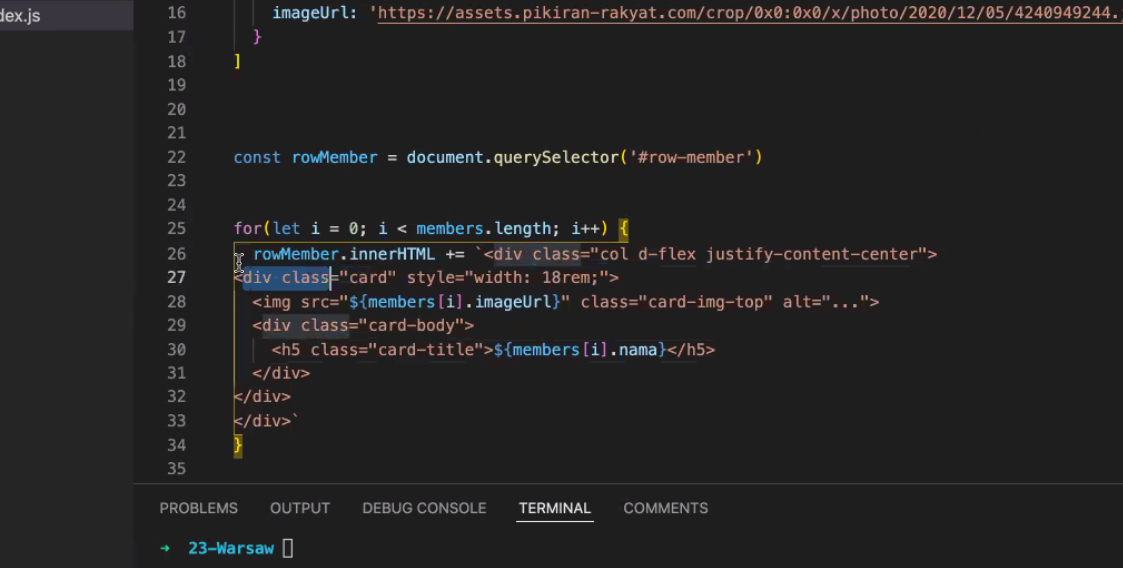 dex.js
16 imageUrl: 'https://assets.pikiran-rakyat.com/crop/0x0:0x0/x/photo/2020/12/05/4240949244.
17 }
18 ]
19
20
21
22 const rowMember = document.querySelector('#row-member')
23
24
25 for(let i = 0; i < members.length; i++) {
26 rowMember.innerHTML += `<div class="col d-flex justify-content-center">
27 <div class="card" style="width: 18rem;">
28 <img src="${members[i].imageUrl}" class="card-img-top" alt="...">
29 <div class="card-body">
30 <h5 class="card-title">${members[i].nama}</h5>
31 </div>
32 </div>
33 </div>`
34 }
35
PROBLEMS OUTPUT DEBUG CONSOLE TERMINAL COMMENTS
➜ 23-Warsaw